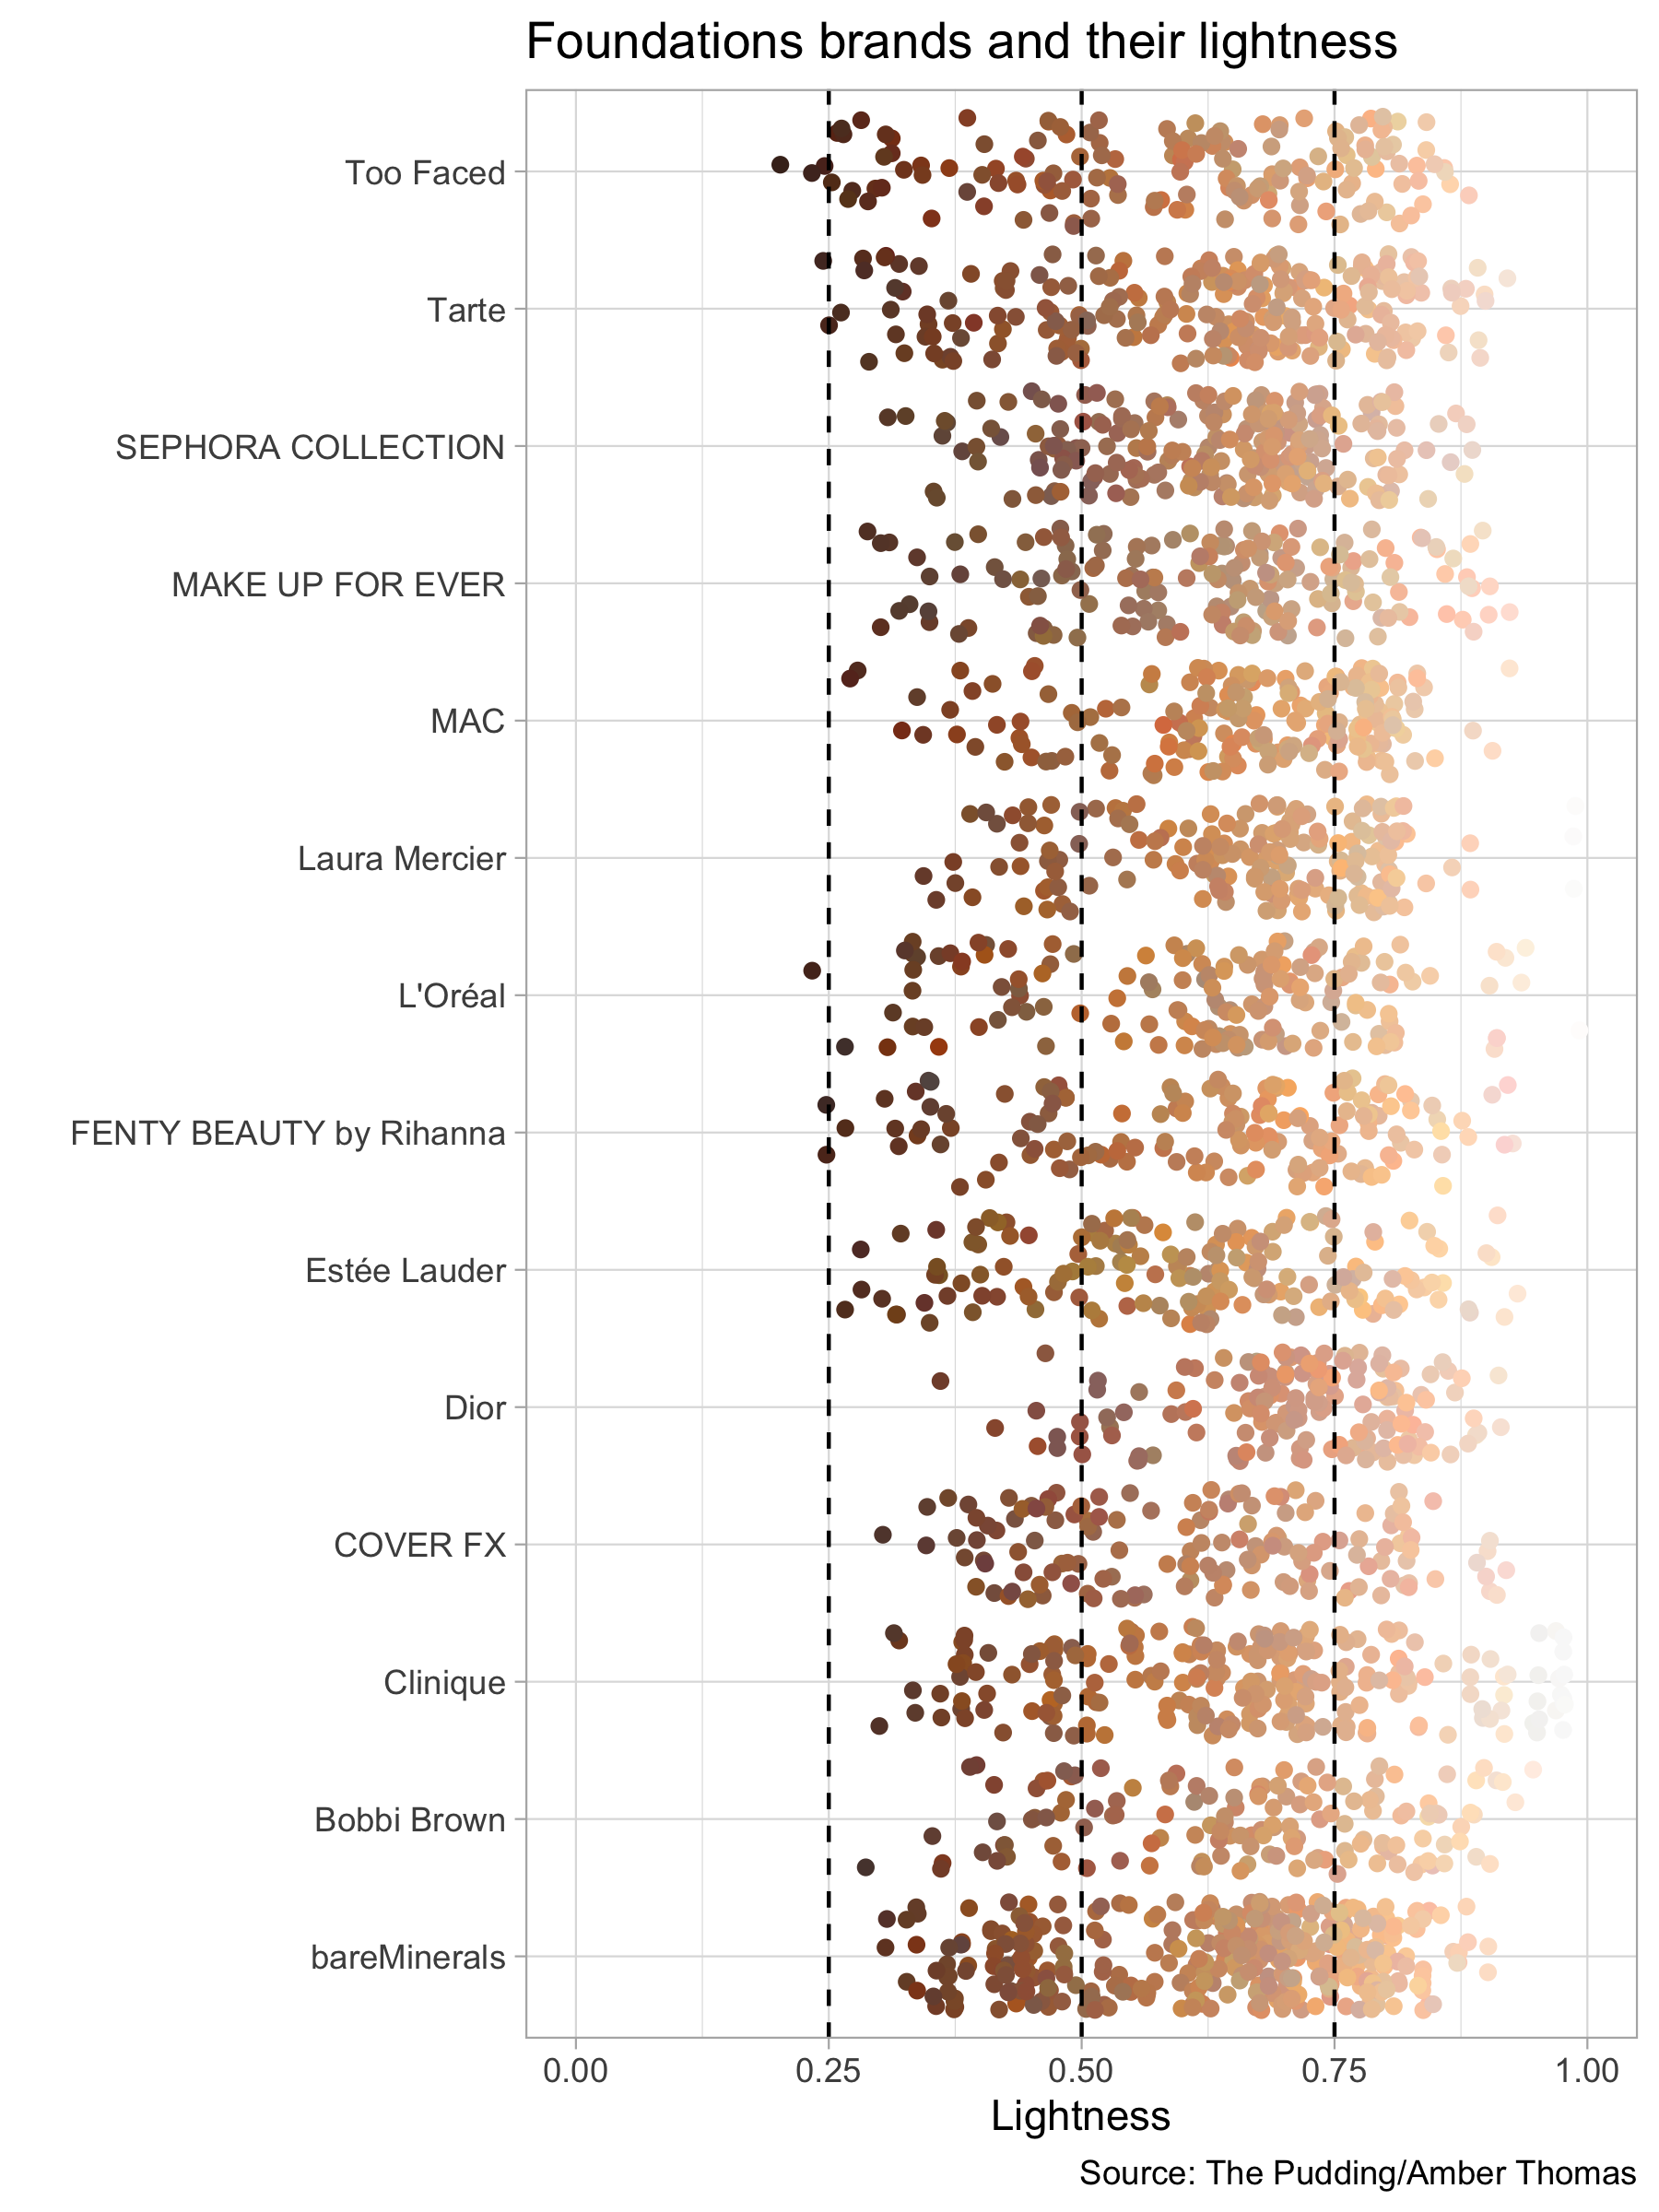 Foundations brands and their lightness
Too Faced
Tarte
SEPHORA COLLECTION
MAKE UP FOR EVER
MAC
Laura Mercier
L'Oréal
FENTY BEAUTY by Rihanna
Estée Lauder
Dior
COVER FX
Clinique
Bobbi Brown
bareMinerals
0.00 0.25 0.50 0.75 1.00
Lightness
Source: The Pudding/Amber Thomas